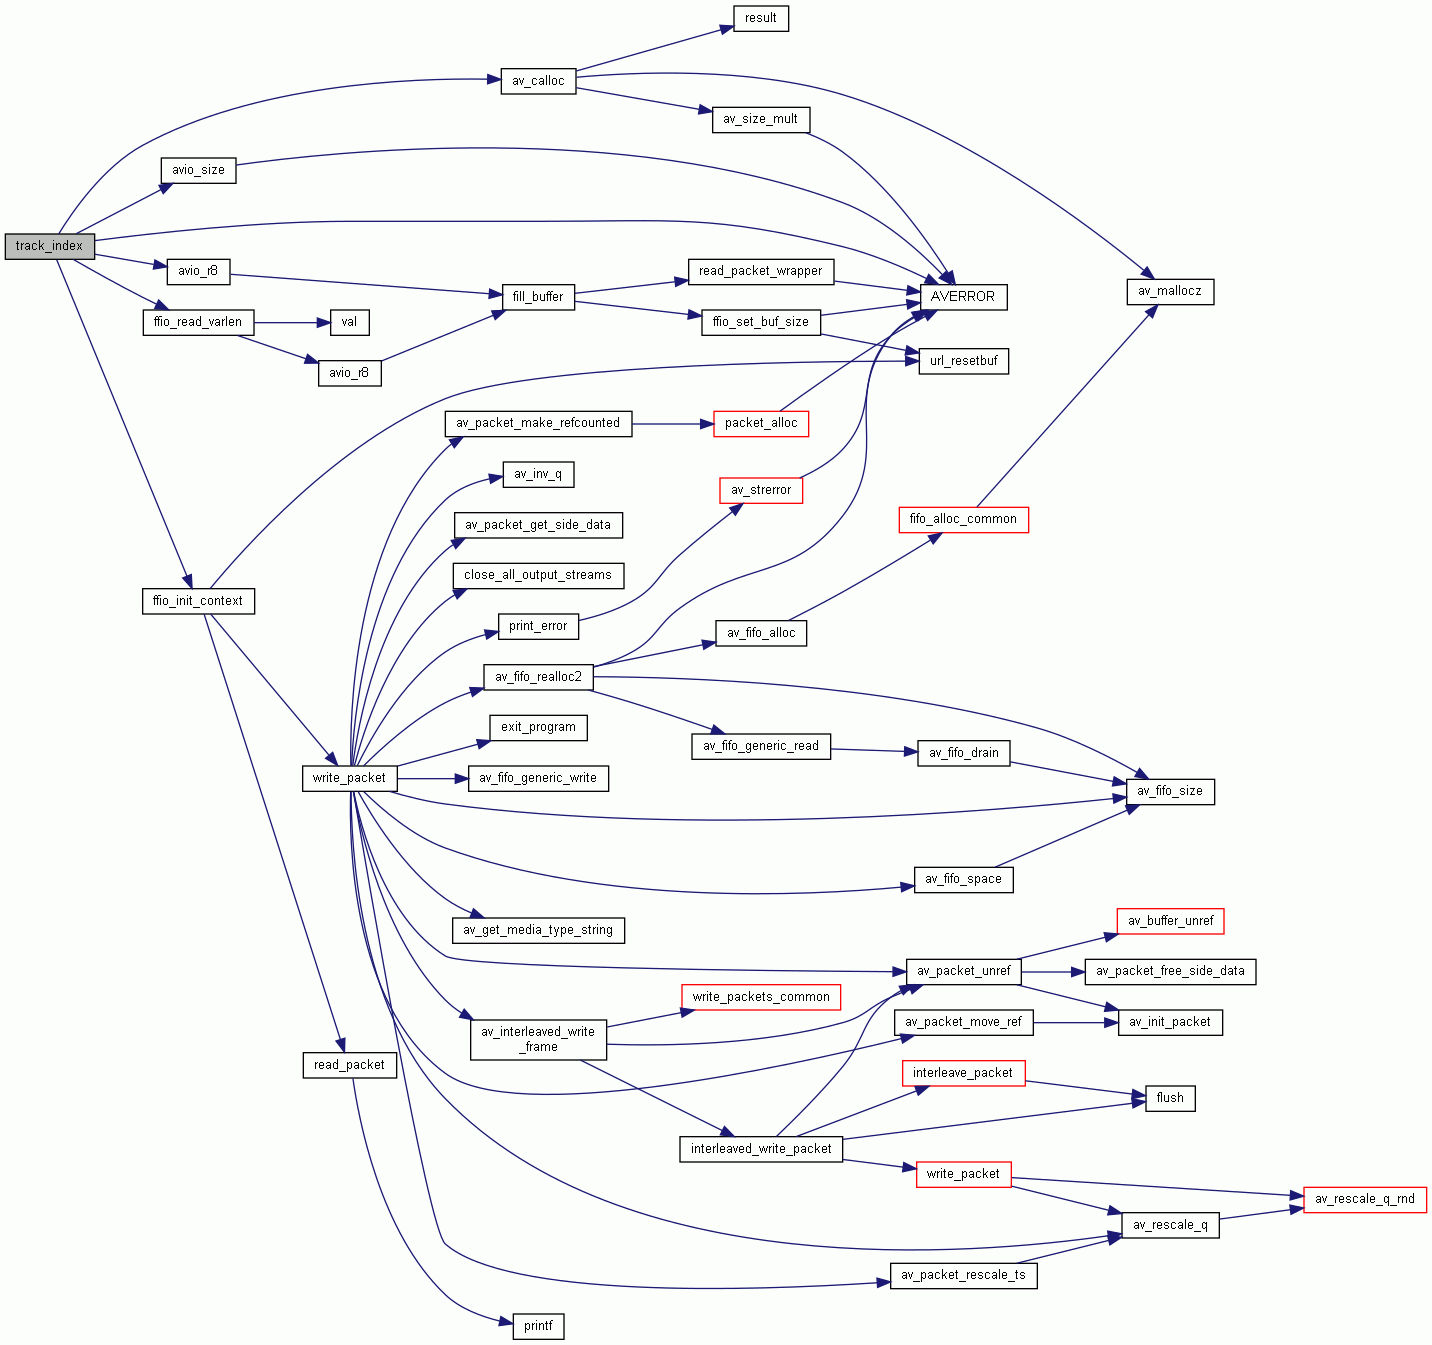 result
av_calloc
av_size_mult
avio_size
track_index
avio_r8
read_packet_wrapper
fill_buffer
AVERROR
av_mallocz
ffio_read_varlen
val
ffio_set_buf_size
avio_r8
url_resetbuf
av_packet_make_refcounted
packet_alloc
av_inv_q
av_strerror
av_packet_get_side_data
fifo_alloc_common
close_all_output_streams
ffio_init_context
print_error
av_fifo_alloc
av_fifo_realloc2
exit_program
av_fifo_generic_read
av_fifo_drain
write_packet
av_fifo_generic_write
av_fifo_size
av_fifo_space
av_get_media_type_string
av_buffer_unref
av_packet_unref
av_packet_free_side_data
write_packets_common
av_interleaved_write
_frame
av_packet_move_ref
av_init_packet
read_packet
interleave_packet
flush
interleaved_write_packet
write_packet
av_rescale_q_rnd
av_rescale_q
av_packet_rescale_ts
printf